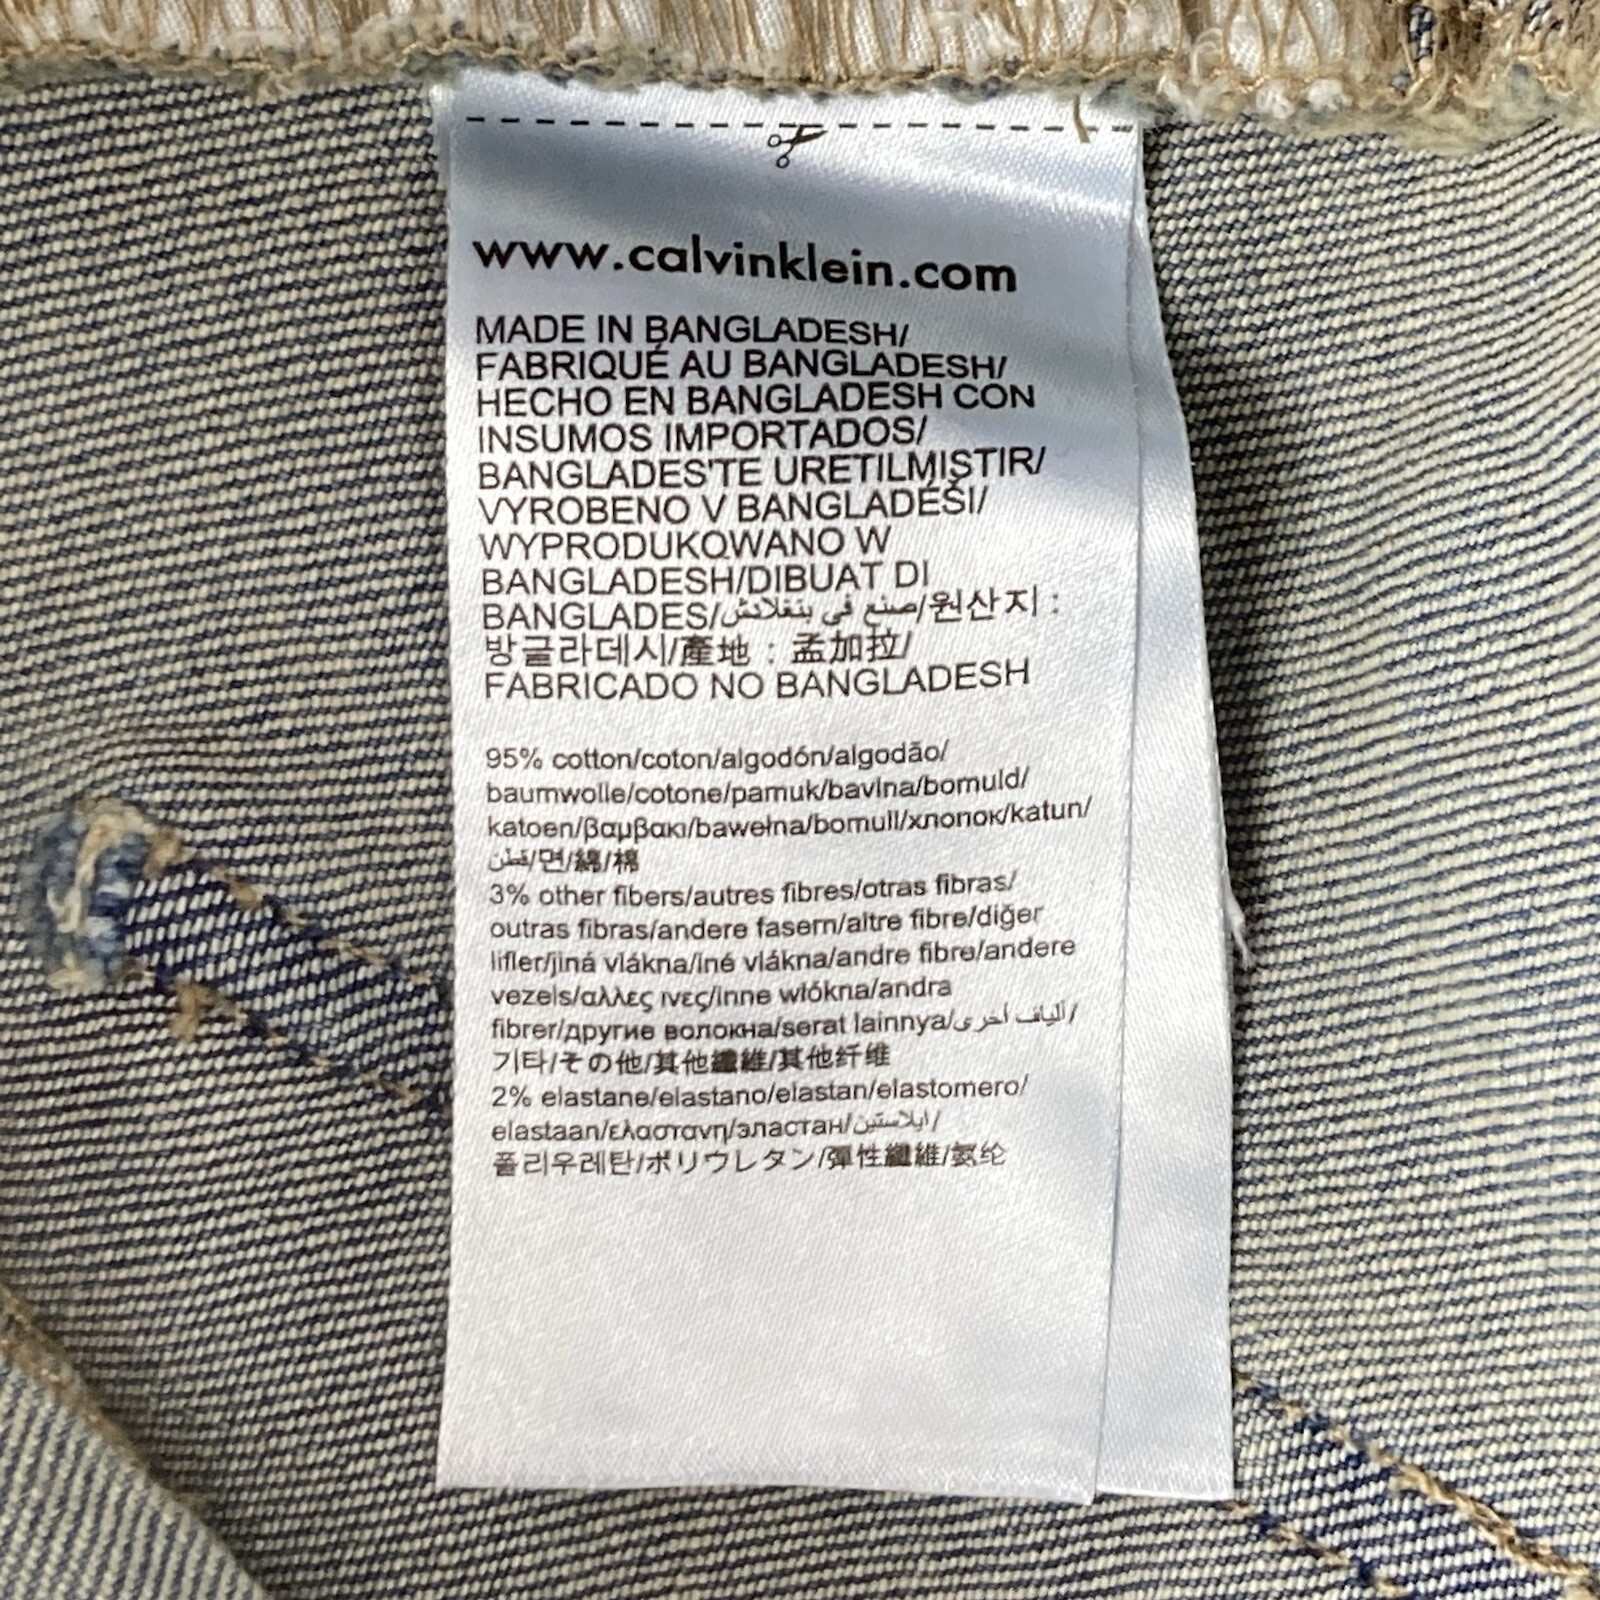 www.calvinklein.com
MADE IN BANGLADESH/
FABRIQUÉ AU BANGLADESH/
HECHO EN BANGLADESH CON
INSUMOS IMPORTADOS/
BANGLADES'TE URETILMIŞTIR/
VYROBENO V BANGLADÉŠI/
WYPRODUKOWANO W
BANGLADESH/DIBUAT DI
BANGLADES/صنع في بنغلادش/원산지 :
방글라데시/產地 : 孟加拉/
FABRICADO NO BANGLADESH
95% cotton/coton/algodón/algodão/
baumwolle/cotone/pamuk/bavlna/bomuld/
katoen/βαμβακι/bawełna/bomull/хлопок/katun/
قطن/면/綿/棉
3% other fibers/autres fibres/otras fibras/
outras fibras/andere fasern/altre fibre/diğer
lifler/jiná vlákna/iné vlákna/andre fibre/andere
vezels/αλλες ινες/inne włókna/andra
fibrer/другие волокна/serat lainnya/ألياف أخرى/
기타/その他/其他纖維/其他纤维
2% elastane/elastano/elastan/elastomero/
elastaan/ελαστανη/эластан/ايلاستين/
폴리우레탄/ポリウレタン/彈性纖維/氨纶